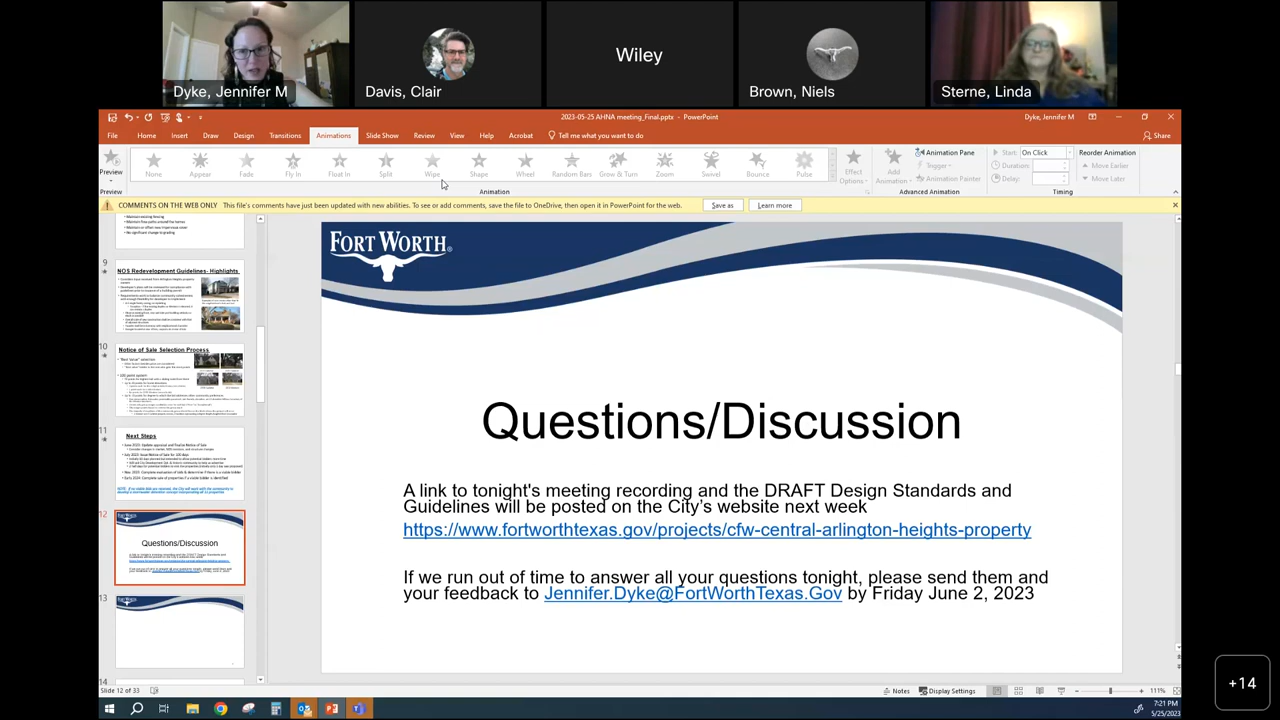 Wiley
Dyke, Jennifer M
Davis, Clair
Brown, Niels
Sterne, Linda
2023-05-25 AHNA meeting_Final.pptx - PowerPoint
Dyke, Jennifer M
File Home Insert Draw Design Transitions Animations Slide Show Review View Help Acrobat Tell me what you want to do
Share
Preview
None Appear Fade Fly In Float In Split Wipe Shape Wheel Random Bars Grow & Turn Zoom Swivel Bounce Pulse
Effect Options
Add Animation
Animation Pane
Trigger
Animation Painter
Start: On Click
Duration:
Delay:
Reorder Animation
Move Earlier
Move Later
Preview Animation Advanced Animation Timing
COMMENTS ON THE WEB ONLY This file's comments have just been updated with new abilities. To see or add comments, save the file to OneDrive, then open it in PowerPoint for the web.
Save as
Learn more
9
NOS Redevelopment Guidelines- Highlights
10
Notice of Sale Selection Process
11
Next Steps
12
Questions/Discussion
13
14
FORT WORTH®
Questions/Discussion
A link to tonight's meeting recording and the DRAFT Design Standards and
Guidelines will be posted on the City's website next week
https://www.fortworthtexas.gov/projects/cfw-central-arlington-heights-property
If we run out of time to answer all your questions tonight, please send them and
your feedback to Jennifer.Dyke@FortWorthTexas.Gov by Friday June 2, 2023
Slide 12 of 33
Notes
Display Settings
111%
+14
7:21 PM
5/25/2023